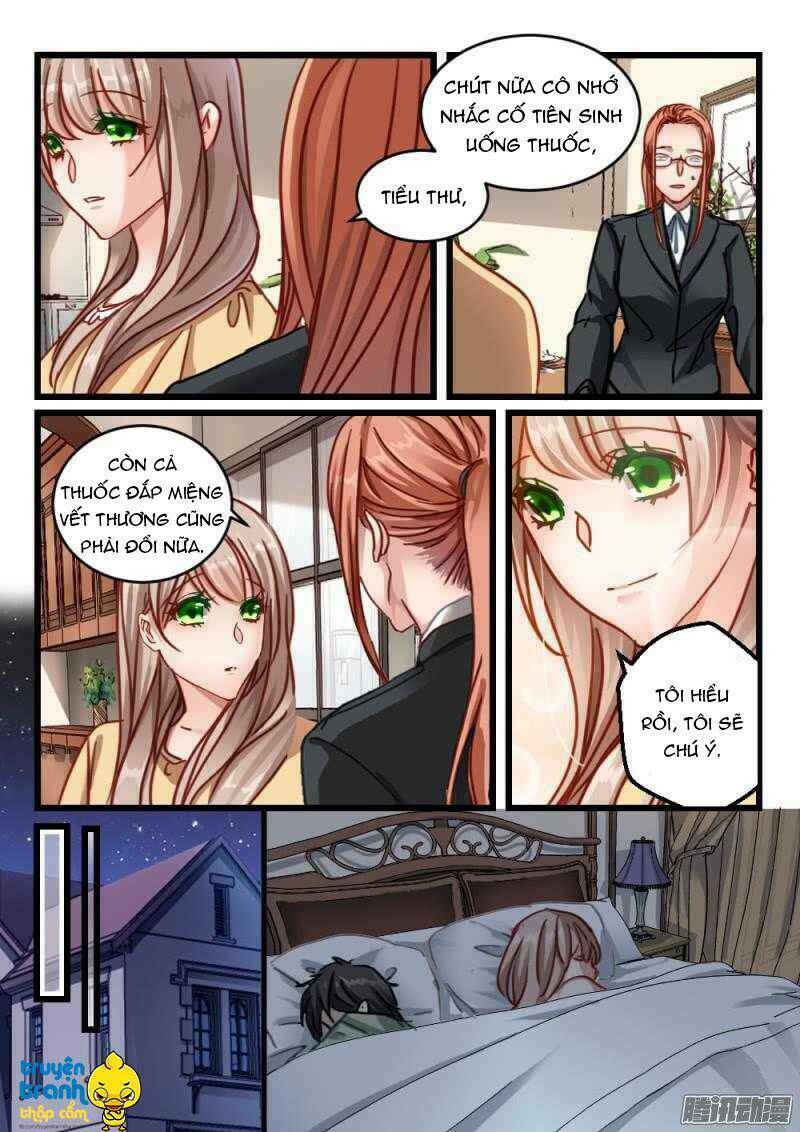 CHÚT NỮA CÔ NHỚ
NHẮC CỐ TIÊN SINH
UỐNG THUỐC,
TIỂU THƯ,
CÒN CẢ
THUỐC ĐẮP MIỆNG
VẾT THƯƠNG CŨNG
PHẢI ĐỔI NỮA.
TÔI HIỂU
RỒI, TÔI SẼ
CHÚ Ý.
truyện
tranh
thập cẩm
腾讯动漫